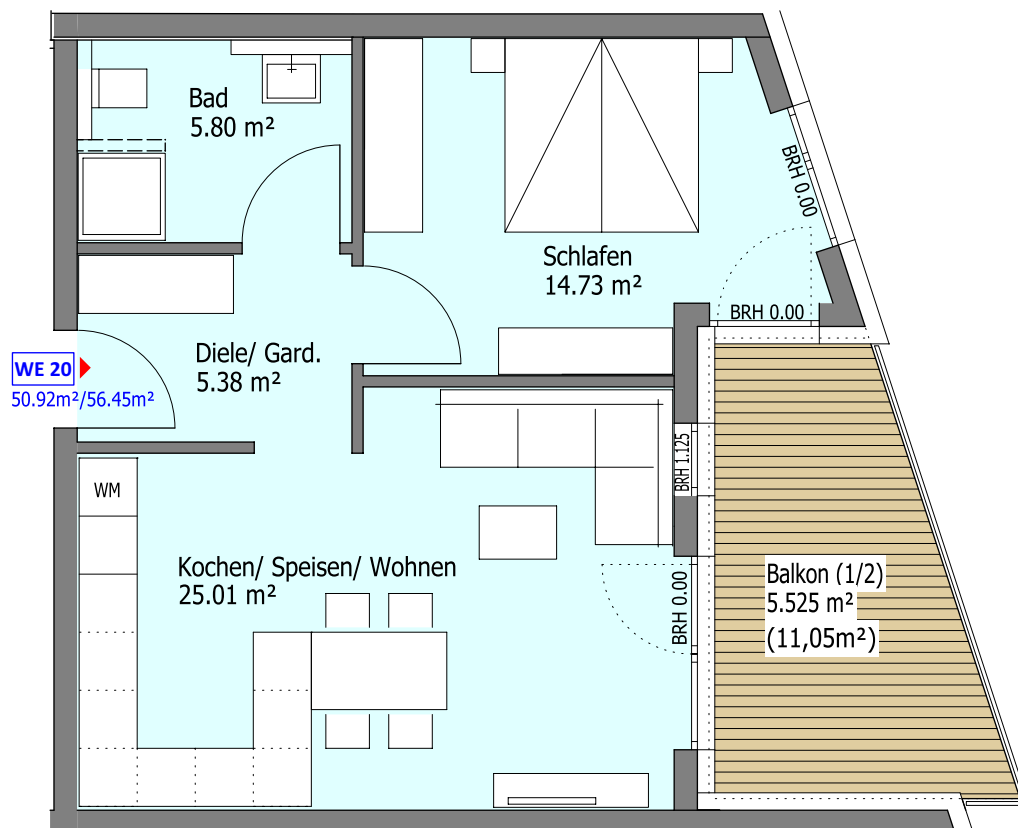 Bad
5.80 m²
BRH 0.00
Schlafen
14.73 m²
BRH 0.00
WE 20
50.92m²/56.45m²
Diele/ Gard.
5.38 m²
BRH 1.125
WM
Kochen/ Speisen/ Wohnen
25.01 m²
BRH 0.00
Balkon (1/2)
5.525 m²
(11,05m²)